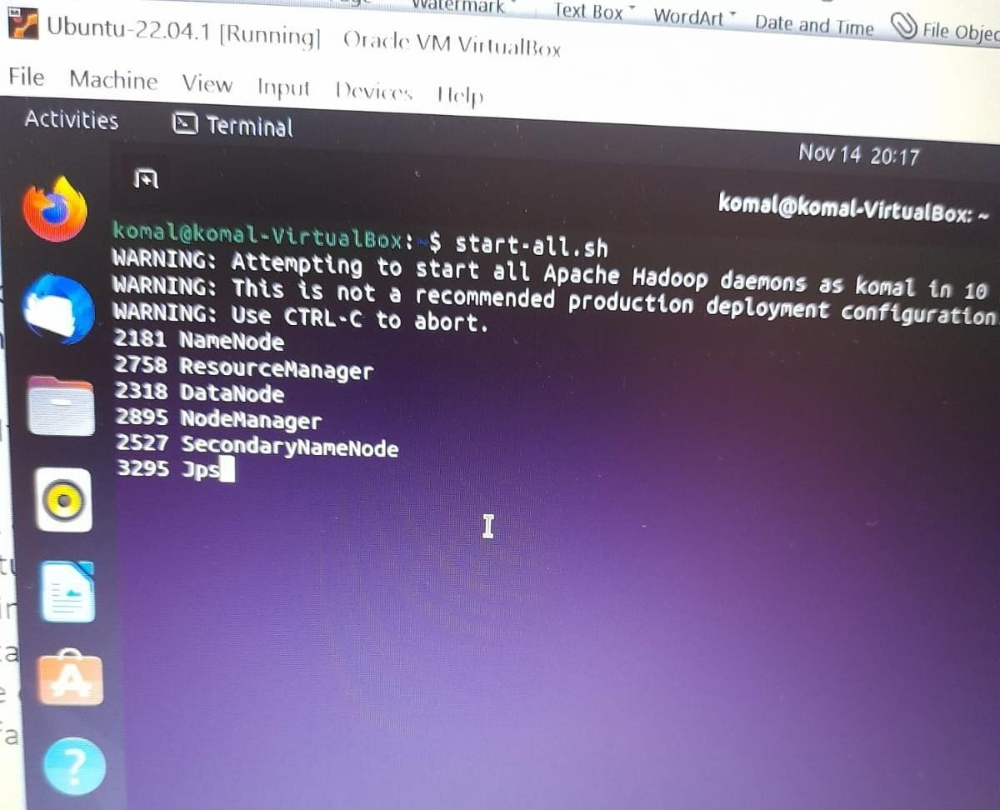 Watermark Text Box WordArt Date and Time File Objec
Ubuntu-22.04.1 [Running] Oracle VM VirtualBox
File Machine View Input Devices Help
Activities Terminal
Nov 14 20:17
komal@komal-VirtualBox: ~
komal@komal-VirtualBox:~$ start-all.sh
WARNING: Attempting to start all Apache Hadoop daemons as komal in 10
WARNING: This is not a recommended production deployment configuration
WARNING: Use CTRL-C to abort.
2181 NameNode
2758 ResourceManager
2318 DataNode
2895 NodeManager
2527 SecondaryNameNode
3295 Jps